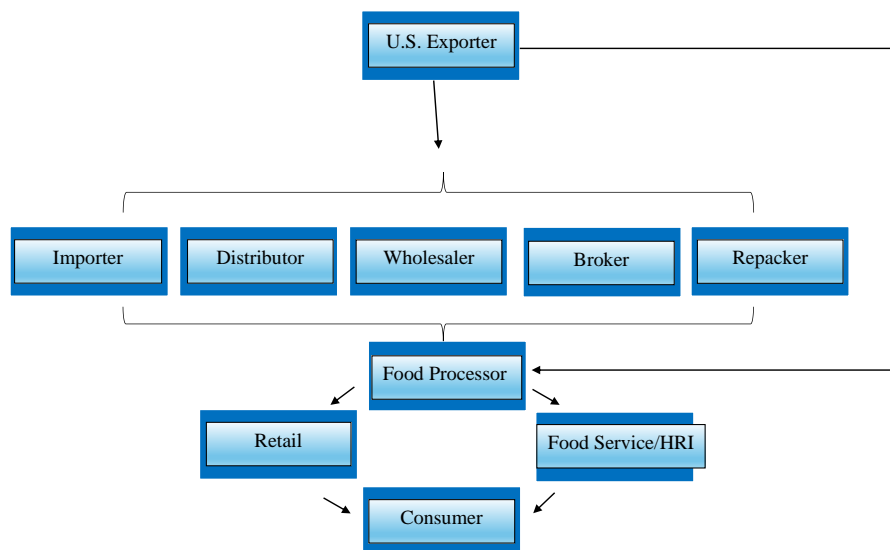 U.S. Exporter
Importer
Distributor
Wholesaler
Broker
Repacker
Food Processor
Retail
Food Service/HRI
Consumer